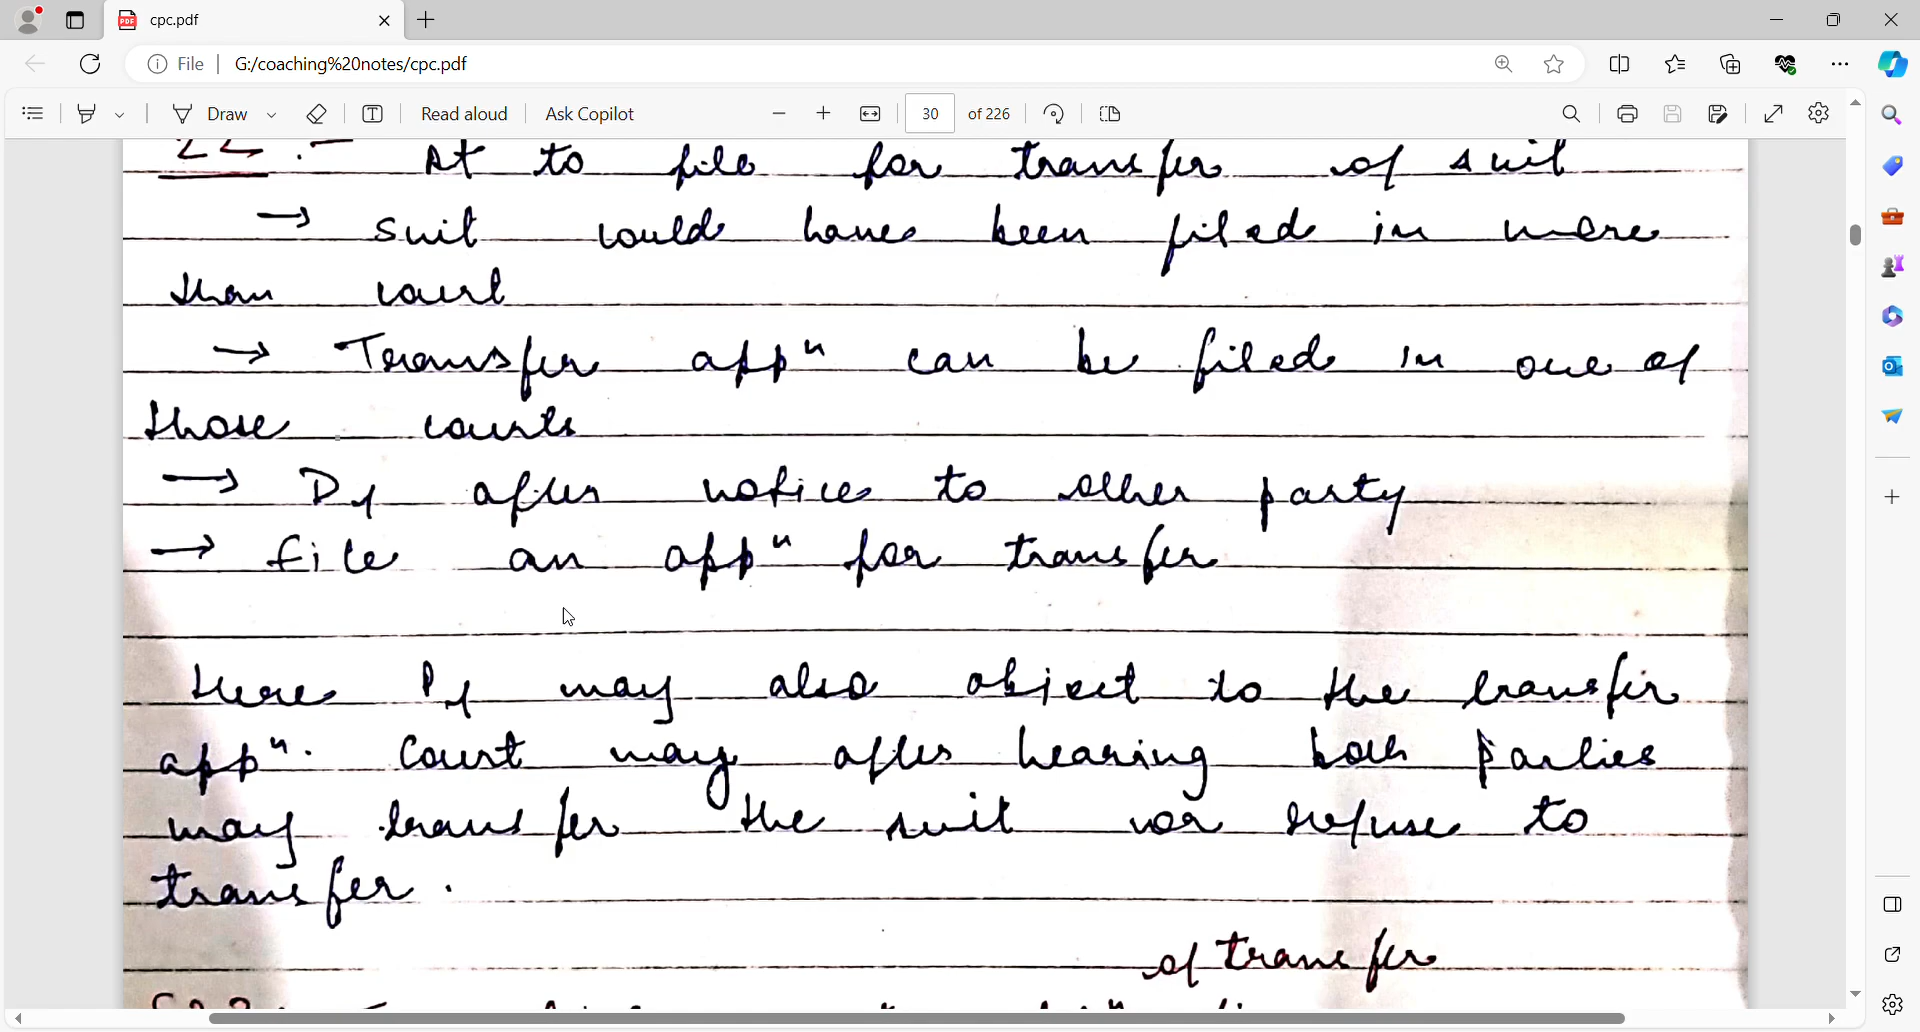 cpc.pdf
File G:/coaching%20notes/cpc.pdf
Draw Read aloud Ask Copilot 30 of 226
22 :- Rt to file for transfer of suit
→ suit could have been filed in more
than court
→ Transfer appⁿ can be filed in one of
those courts
→ Df after notice to other party
→ file an appⁿ for transfer
Here Pf may also object to the transfer
appⁿ. Court may after hearing both parties
may transfer the suit or refuse to
transfer.
of transfer